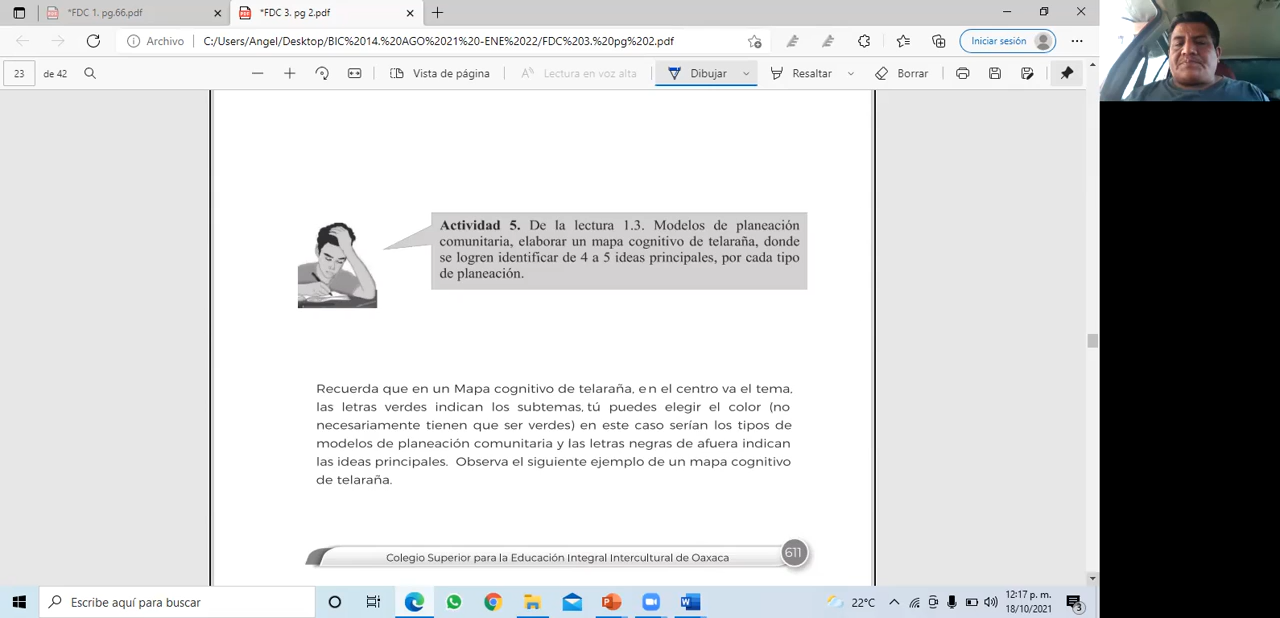 *FDC 1. pg.66.pdf
*FDC 3. pg 2.pdf
Archivo
C:/Users/Angel/Desktop/BIC%2014.%20AGO%2021%20ENE%2022/FDC%203.%20pg%202.pdf
Iniciar sesión
23 de 42
Vista de página
Lectura en voz alta
Dibujar
Resaltar
Borrar
Actividad 5. De la lectura 1.3. Modelos de planeación
comunitaria, elaborar un mapa cognitivo de telaraña, donde
se logren identificar de 4 a 5 ideas principales, por cada tipo
de planeación.
Recuerda que en un Mapa cognitivo de telaraña, en el centro va el tema,
las letras verdes indican los subtemas, tú puedes elegir el color (no
necesariamente tienen que ser verdes) en este caso serían los tipos de
modelos de planeación comunitaria y las letras negras de afuera indican
las ideas principales. Observa el siguiente ejemplo de un mapa cognitivo
de telaraña.
Colegio Superior para la Educación Integral Intercultural de Oaxaca
611
Escribe aquí para buscar
22°C
12:17 p. m.
18/10/2021
3